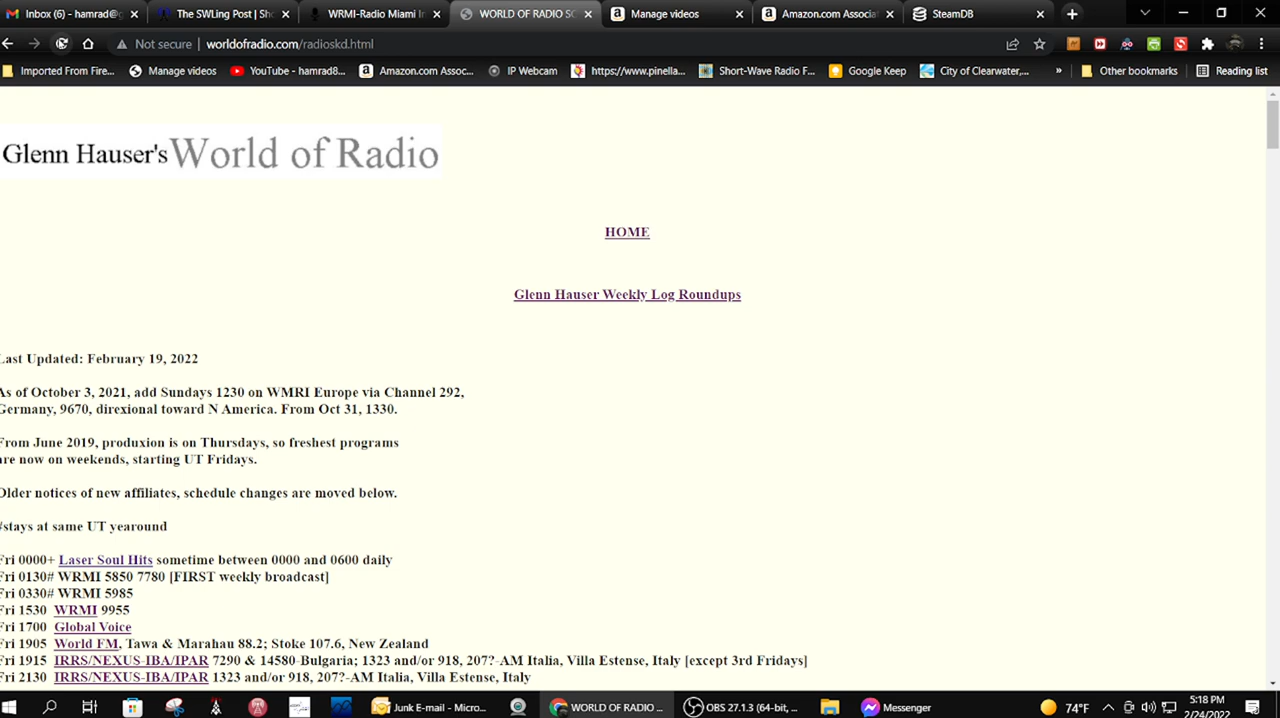 Inbox (6) - hamrad@g
The SWLing Post | Sho
WRMI-Radio Miami In
WORLD OF RADIO SC
Manage videos
Amazon.com Associat
SteamDB
Not secure | worldofradio.com/radioskd.html
Imported From Fire...
Manage videos
YouTube - hamrad8...
Amazon.com Assoc...
IP Webcam
https://www.pinella...
Short-Wave Radio F...
Google Keep
City of Clearwater,...
»
Other bookmarks
Reading list
Glenn Hauser's World of Radio
HOME
Glenn Hauser Weekly Log Roundups
Last Updated: February 19, 2022
As of October 3, 2021, add Sundays 1230 on WMRI Europe via Channel 292,
Germany, 9670, direxional toward N America. From Oct 31, 1330.
From June 2019, produxion is on Thursdays, so freshest programs
are now on weekends, starting UT Fridays.
Older notices of new affiliates, schedule changes are moved below.
#stays at same UT yearound
Fri 0000+ Laser Soul Hits sometime between 0000 and 0600 daily
Fri 0130# WRMI 5850 7780 [FIRST weekly broadcast]
Fri 0330# WRMI 5985
Fri 1530 WRMI 9955
Fri 1700 Global Voice
Fri 1905 World FM, Tawa & Marahau 88.2; Stoke 107.6, New Zealand
Fri 1915 IRRS/NEXUS-IBA/IPAR 7290 & 14580-Bulgaria; 1323 and/or 918, 207?-AM Italia, Villa Estense, Italy [except 3rd Fridays]
Fri 2130 IRRS/NEXUS-IBA/IPAR 1323 and/or 918, 207?-AM Italia, Villa Estense, Italy
Junk E-mail - Micro...
WORLD OF RADIO ...
OBS 27.1.3 (64-bit, ...
Messenger
74°F
5:18 PM
2/24/2022